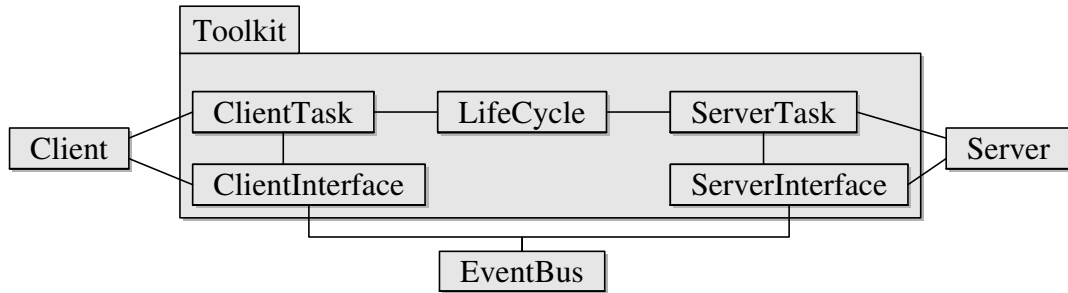 Toolkit
ClientTask LifeCycle ServerTask
Client Server
ClientInterface ServerInterface
EventBus